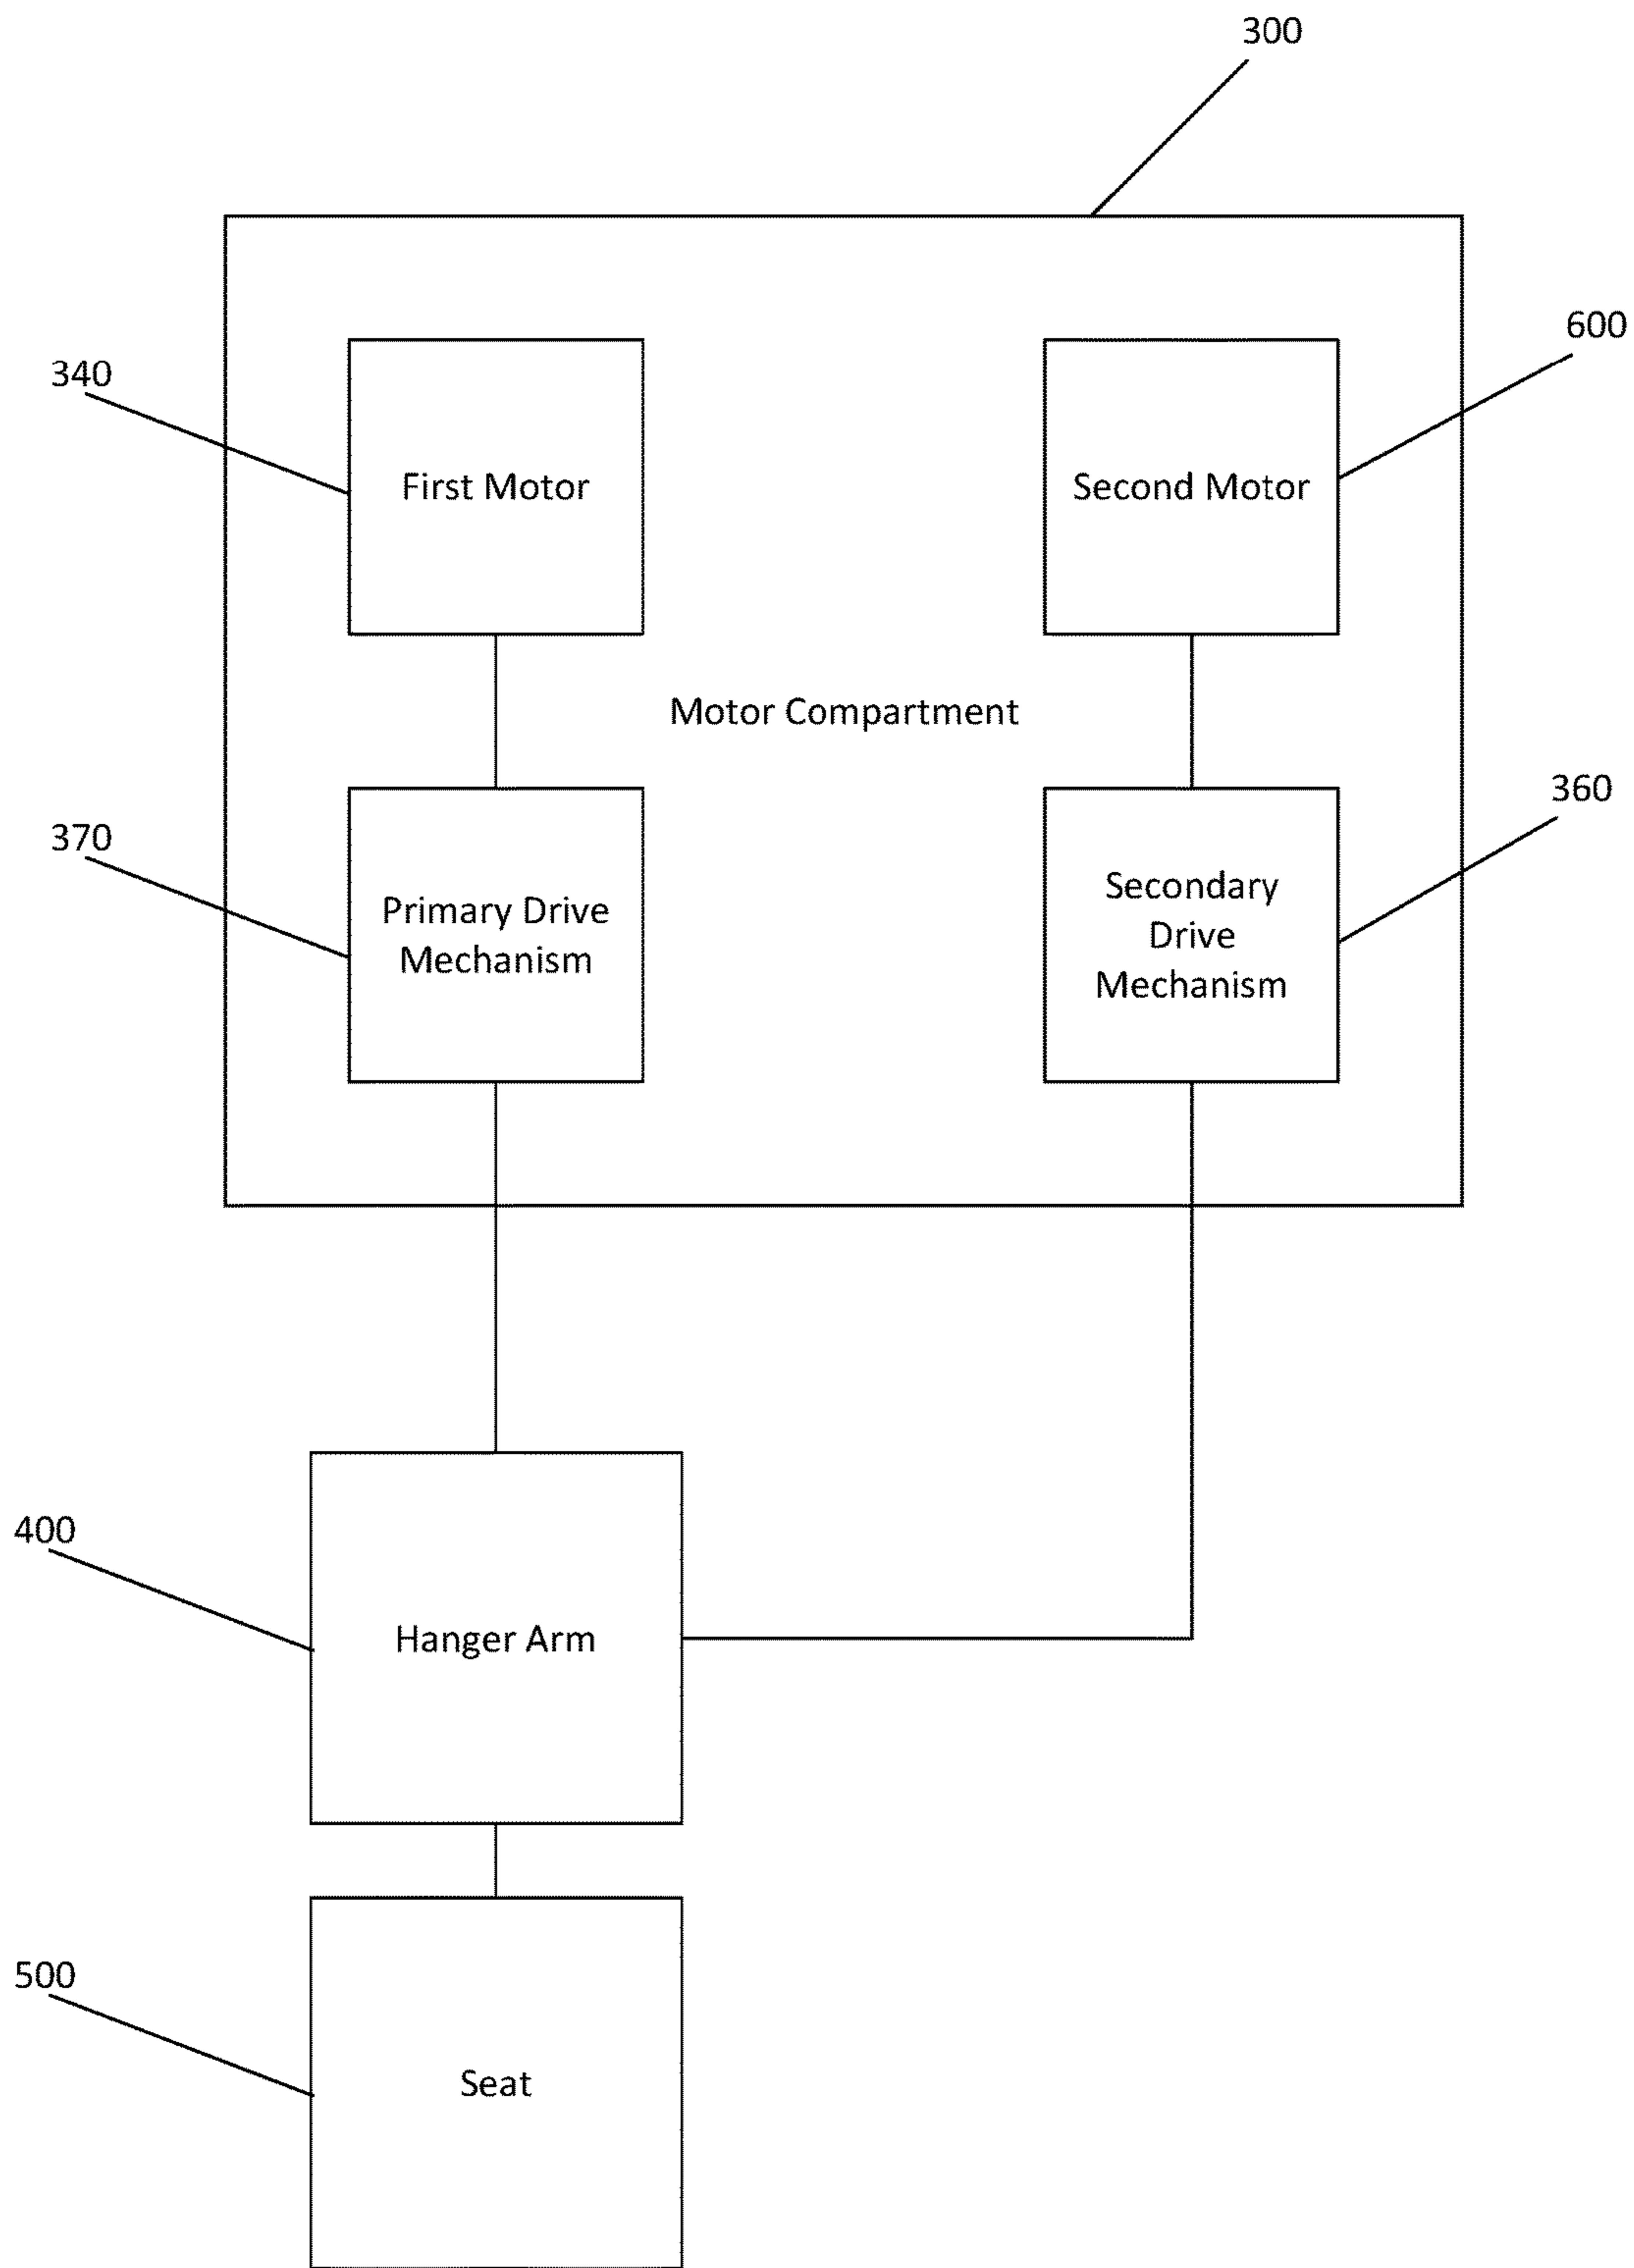 300
600
340
First Motor
Second Motor
Motor Compartment
360
370
Primary Drive
Mechanism
Secondary
Drive
Mechanism
400
Hanger Arm
500
Seat